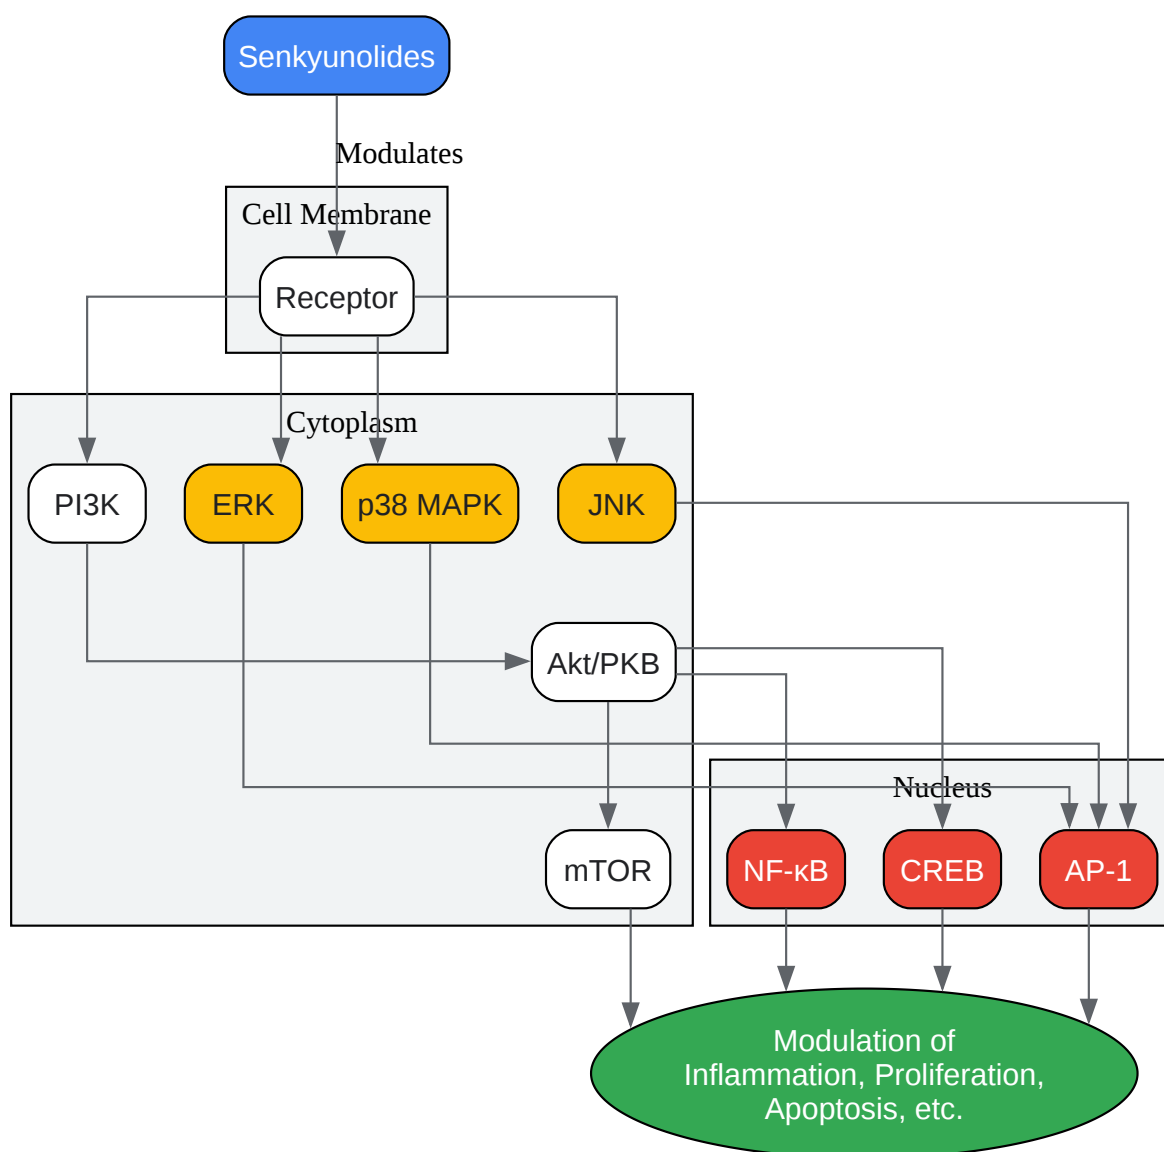 Senkyunolides
Modulates
Cell Membrane
Receptor
Cytoplasm
PI3K
ERK
p38 MAPK
JNK
Akt/PKB
Nucleus
mTOR
NF-κB
CREB
AP-1
Modulation of
Inflammation, Proliferation,
Apoptosis, etc.